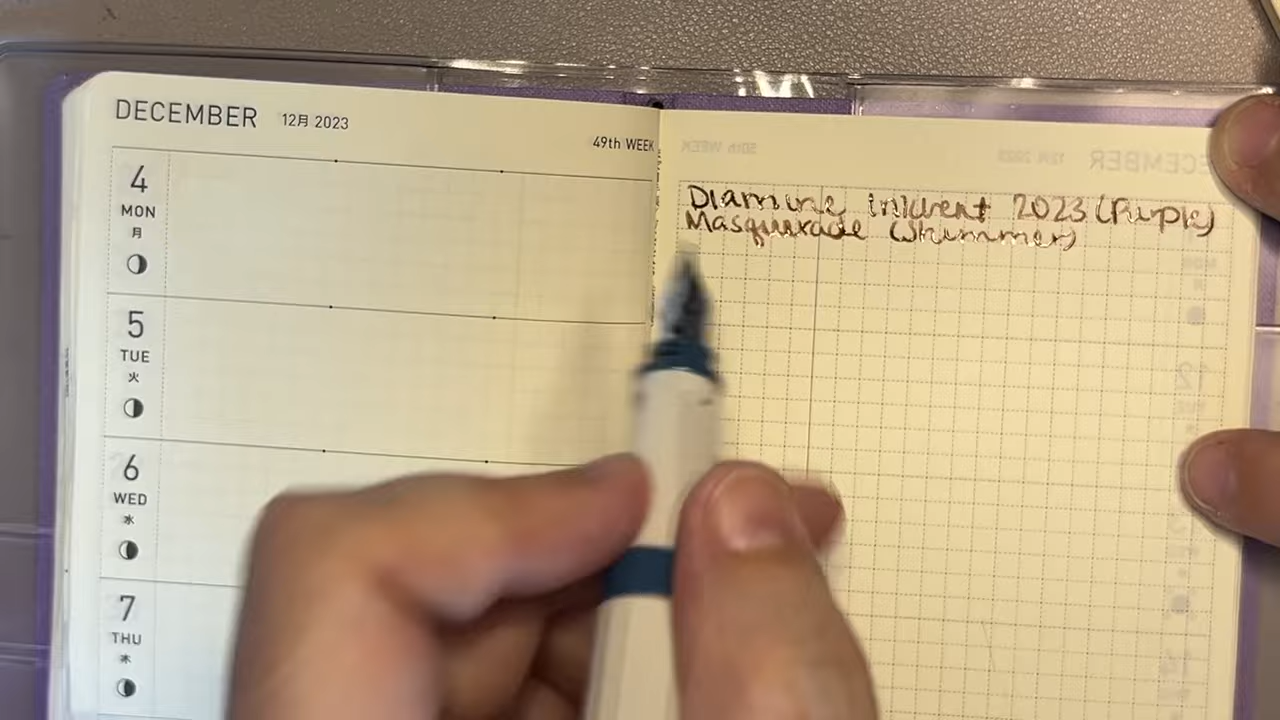 DECEMBER 12月 2023
49th WEEK
4
MON
月
5
TUE
火
6
WED
水
7
THU
木
Diamine Inkvent 2023 (Purple)
Masquerade (Shimmer)